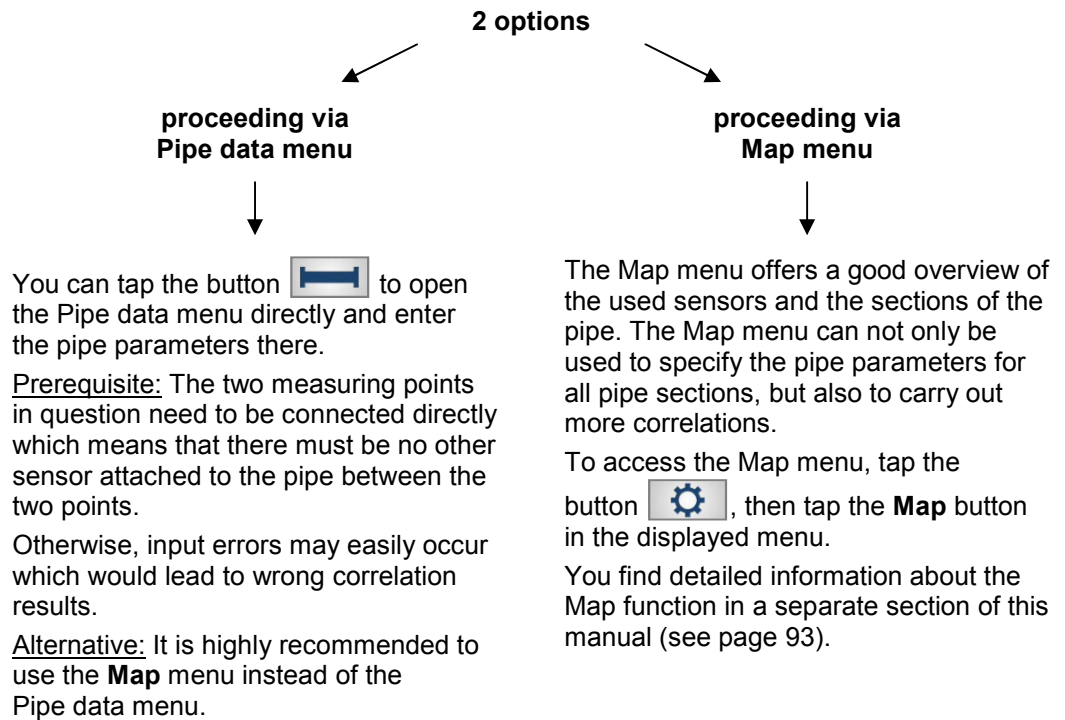 2 options
proceeding via
Pipe data menu
You can tap the button to open
the Pipe data menu directly and enter
the pipe parameters there.
Prerequisite: The two measuring points
in question need to be connected directly
which means that there must be no other
sensor attached to the pipe between the
two points.
Otherwise, input errors may easily occur
which would lead to wrong correlation
results.
Alternative: It is highly recommended to
use the Map menu instead of the
Pipe data menu.
proceeding via
Map menu
The Map menu offers a good overview of
the used sensors and the sections of the
pipe. The Map menu can not only be
used to specify the pipe parameters for
all pipe sections, but also to carry out
more correlations.
To access the Map menu, tap the
button , then tap the Map button
in the displayed menu.
You find detailed information about the
Map function in a separate section of this
manual (see page 93).